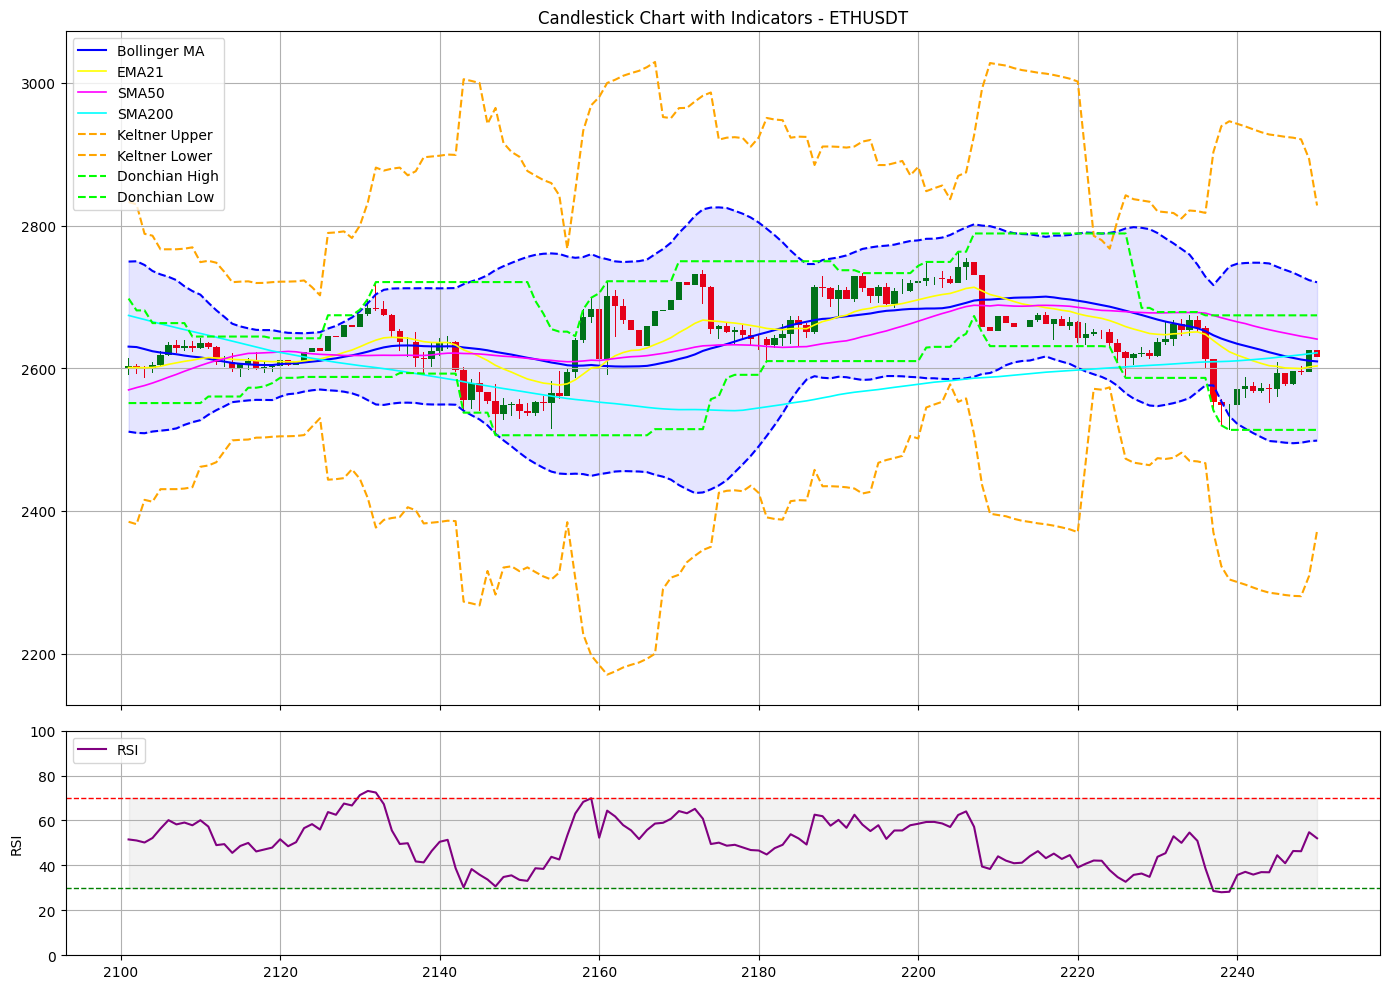 Candlestick Chart with Indicators - ETHUSDT
Bollinger MA
EMA21
SMA50
SMA200
Keltner Upper
Keltner Lower
Donchian High
Donchian Low
3000
2800
2600
2400
2200
RSI
100
80
60
40
20
0
RSI
2100
2120
2140
2160
2180
2200
2220
2240